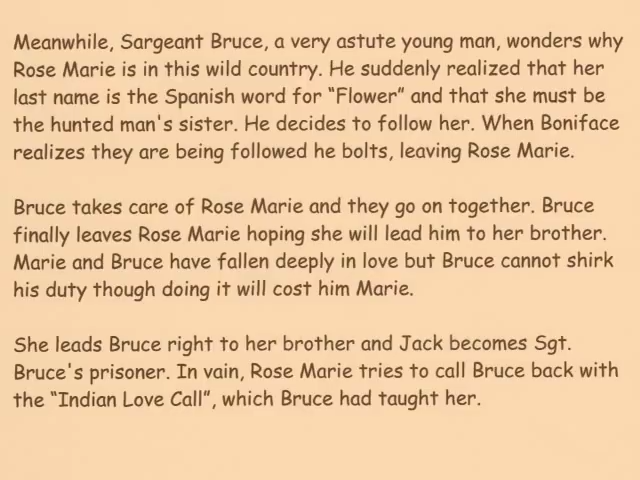 Meanwhile, Sargeant Bruce, a very astute young man, wonders why
Rose Marie is in this wild country. He suddenly realized that her
last name is the Spanish word for “Flower” and that she must be
the hunted man's sister. He decides to follow her. When Boniface
realizes they are being followed he bolts, leaving Rose Marie.
Bruce takes care of Rose Marie and they go on together. Bruce
finally leaves Rose Marie hoping she will lead him to her brother.
Marie and Bruce have fallen deeply in love but Bruce cannot shirk
his duty though doing it will cost him Marie.
She leads Bruce right to her brother and Jack becomes Sgt.
Bruce's prisoner. In vain, Rose Marie tries to call Bruce back with
the “Indian Love Call”, which Bruce had taught her.